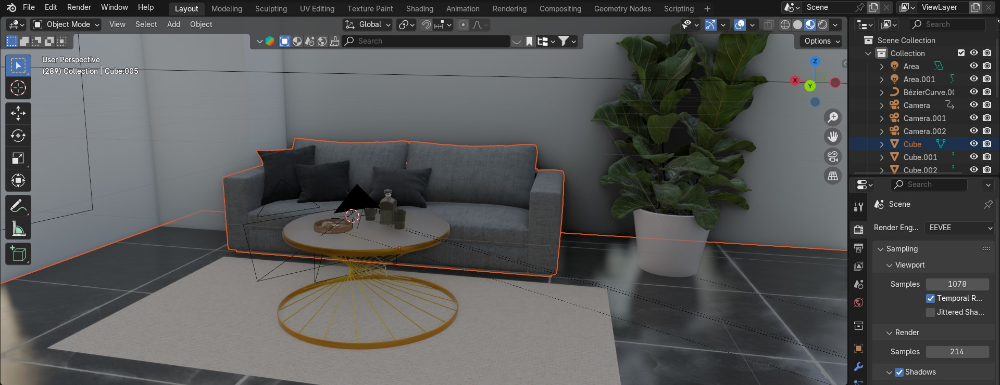 File Edit Render Window Help Layout Modeling Sculpting UV Editing Texture Paint Shading Animation Rendering Compositing Geometry Nodes Scripting + Scene ViewLayer
Object Mode View Select Add Object Global Search
Search Options
User Perspective
(289) Collection | Cube.005
Z
X
Y
Scene Collection
Collection
Area
Area.001
BézierCurve.00
Camera
Camera.001
Camera.002
Cube
Cube.001
Cube.002
Search
Scene
Render Eng... EEVEE
Sampling
Viewport
Samples 1078
Temporal R...
Jittered Sha...
Render
Samples 214
Shadows